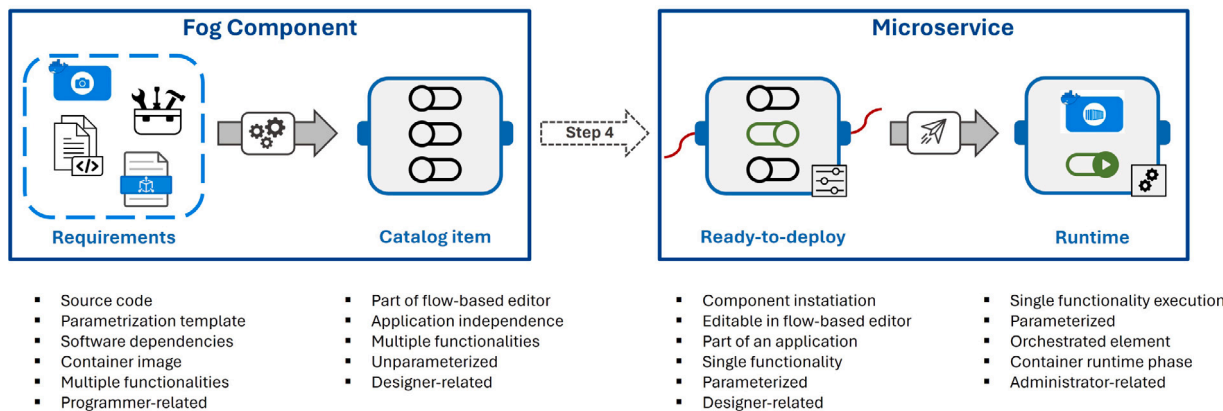 Fog Component
Microservice
</>
Step 4
Requirements
Catalog item
Ready-to-deploy
Runtime
▪ Source code
▪ Parametrization template
▪ Software dependencies
▪ Container image
▪ Multiple functionalities
▪ Programmer-related
▪ Part of flow-based editor
▪ Application independence
▪ Multiple functionalities
▪ Unparameterized
▪ Designer-related
▪ Component instatiation
▪ Editable in flow-based editor
▪ Part of an application
▪ Single functionality
▪ Parameterized
▪ Designer-related
▪ Single functionality execution
▪ Parameterized
▪ Orchestrated element
▪ Container runtime phase
▪ Administrator-related